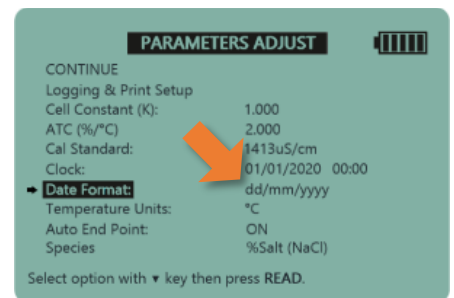 PARAMETERS ADJUST
CONTINUE
Logging & Print Setup
Cell Constant (K): 1.000
ATC (%/°C) 2.000
Cal Standard: 1413uS/cm
Clock: 01/01/2020 00:00
Date Format: dd/mm/yyyy
Temperature Units: °C
Auto End Point: ON
Species %Salt (NaCl)
Select option with ▾ key then press READ.